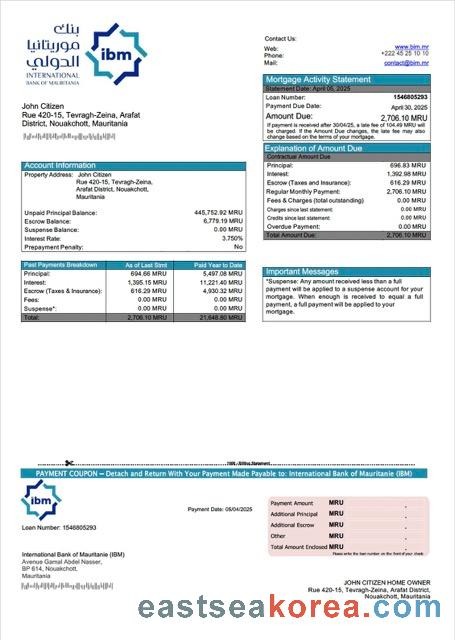 بنك
موريتانيا
الدولي
INTERNATIONAL
BANK OF MAURITANIA
ibm
Contact Us:
Web: www.bim.mr
Phone: +222 45 25 10 10
Mail: contact@bim.mr
Mortgage Activity Statement
Statement Date: April 05, 2025
Loan Number: 1546805293
Payment Due Date: April 30, 2025
Amount Due: 2,706.10 MRU
If payment is received after 30/04/25, a late fee of 104.49 MRU will
be charged. If the Amount Due changes, the late fee may also
change based on the terms of your mortgage.
John Citizen
Rue 420-15, Tevragh-Zeina, Arafat
District, Nouakchott, Mauritania
Explanation of Amount Due
Contractual Amount Due
Principal: 696.83 MRU
Interest: 1,392.98 MRU
Escrow (Taxes and Insurance): 616.29 MRU
Regular Monthly Payment: 2,706.10 MRU
Fees & Charges (total outstanding) 0.00 MRU
Charges since last statement: 0.00 MRU
Credits since last statement: 0.00 MRU
Overdue Payment: 0.00 MRU
Total Amount Due: 2,706.10 MRU
Account Information
Property Address: John Citizen
Rue 420-15, Tevragh-Zeina,
Arafat District, Nouakchott,
Mauritania
Unpaid Principal Balance: 445,752.92 MRU
Escrow Balance: 6,779.19 MRU
Suspense Balance: 0.00 MRU
Interest Rate: 3.750%
Prepayment Penalty: No
Past Payments Breakdown As of Last Stmt Paid Year to Date
Principal: 694.66 MRU 5,497.08 MRU
Interest: 1,395.15 MRU 11,221.40 MRU
Escrow (Taxes & Insurance): 616.29 MRU 4,930.32 MRU
Fees: 0.00 MRU 0.00 MRU
Suspense*: 0.00 MRU 0.00 MRU
Total: 2,706.10 MRU 21,648.80 MRU
Important Messages
*Suspense: Any amount received less than a full
payment will be applied to a suspense account for your
mortgage. When enough is received to equal a full
payment, a full payment will be applied to your
mortgage.
PAYMENT COUPON – Detach and Return With Your Payment Made Payable to: International Bank of Mauritanie (IBM)
ibm
Loan Number: 1546805293
Payment Date: 05/04/2025
Payment Amount MRU
Additional Principal MRU
Additional Escrow MRU
Other MRU
Total Amount Enclosed MRU
Please write the loan number on the front of your check
International Bank of Mauritanie (IBM)
Avenue Gamal Abdel Nasser,
BP 614, Nouakchott,
Mauritania
JOHN CITIZEN HOME OWNER
Rue 420-15, Tevragh-Zeina, Arafat District,
Nouakchott, Mauritania
eastseakorea.com